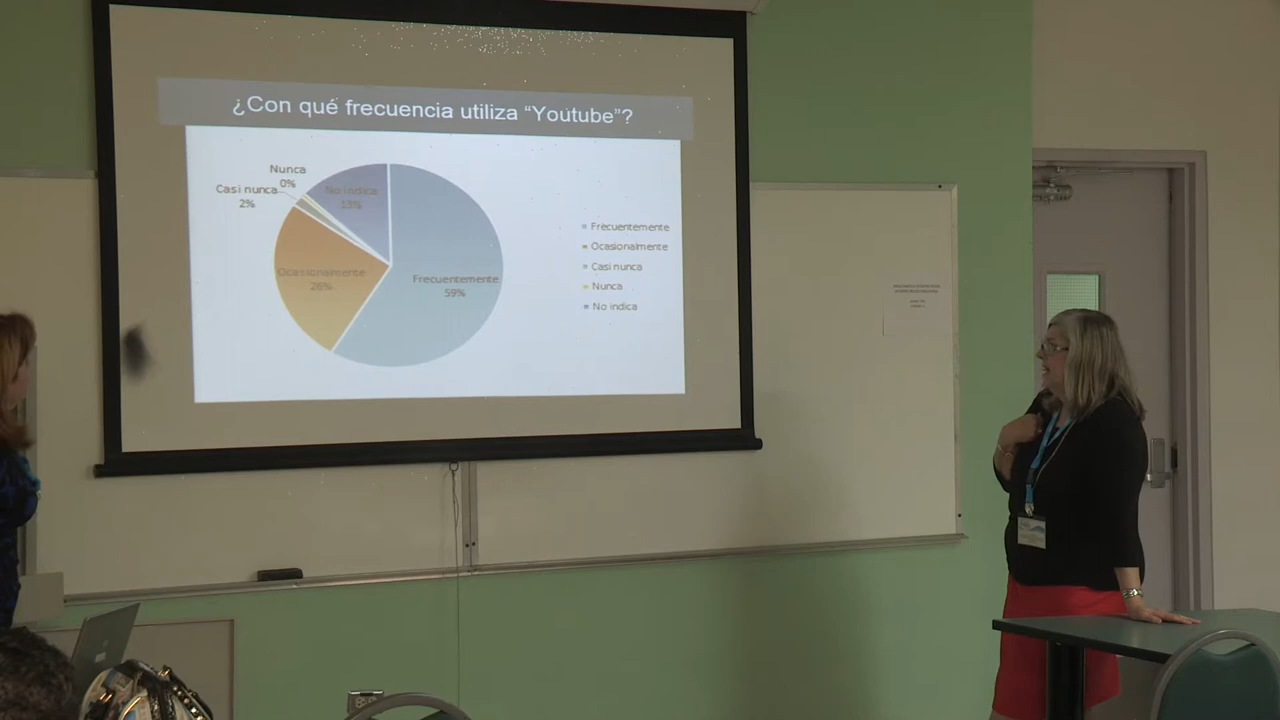 ¿Con qué frecuencia utiliza “Youtube”?
Nunca
0%
Casi nunca
2%
No indica
13%
Ocasionalmente
26%
Frecuentemente
59%
Frecuentemente
Ocasionalmente
Casi nunca
Nunca
No indica